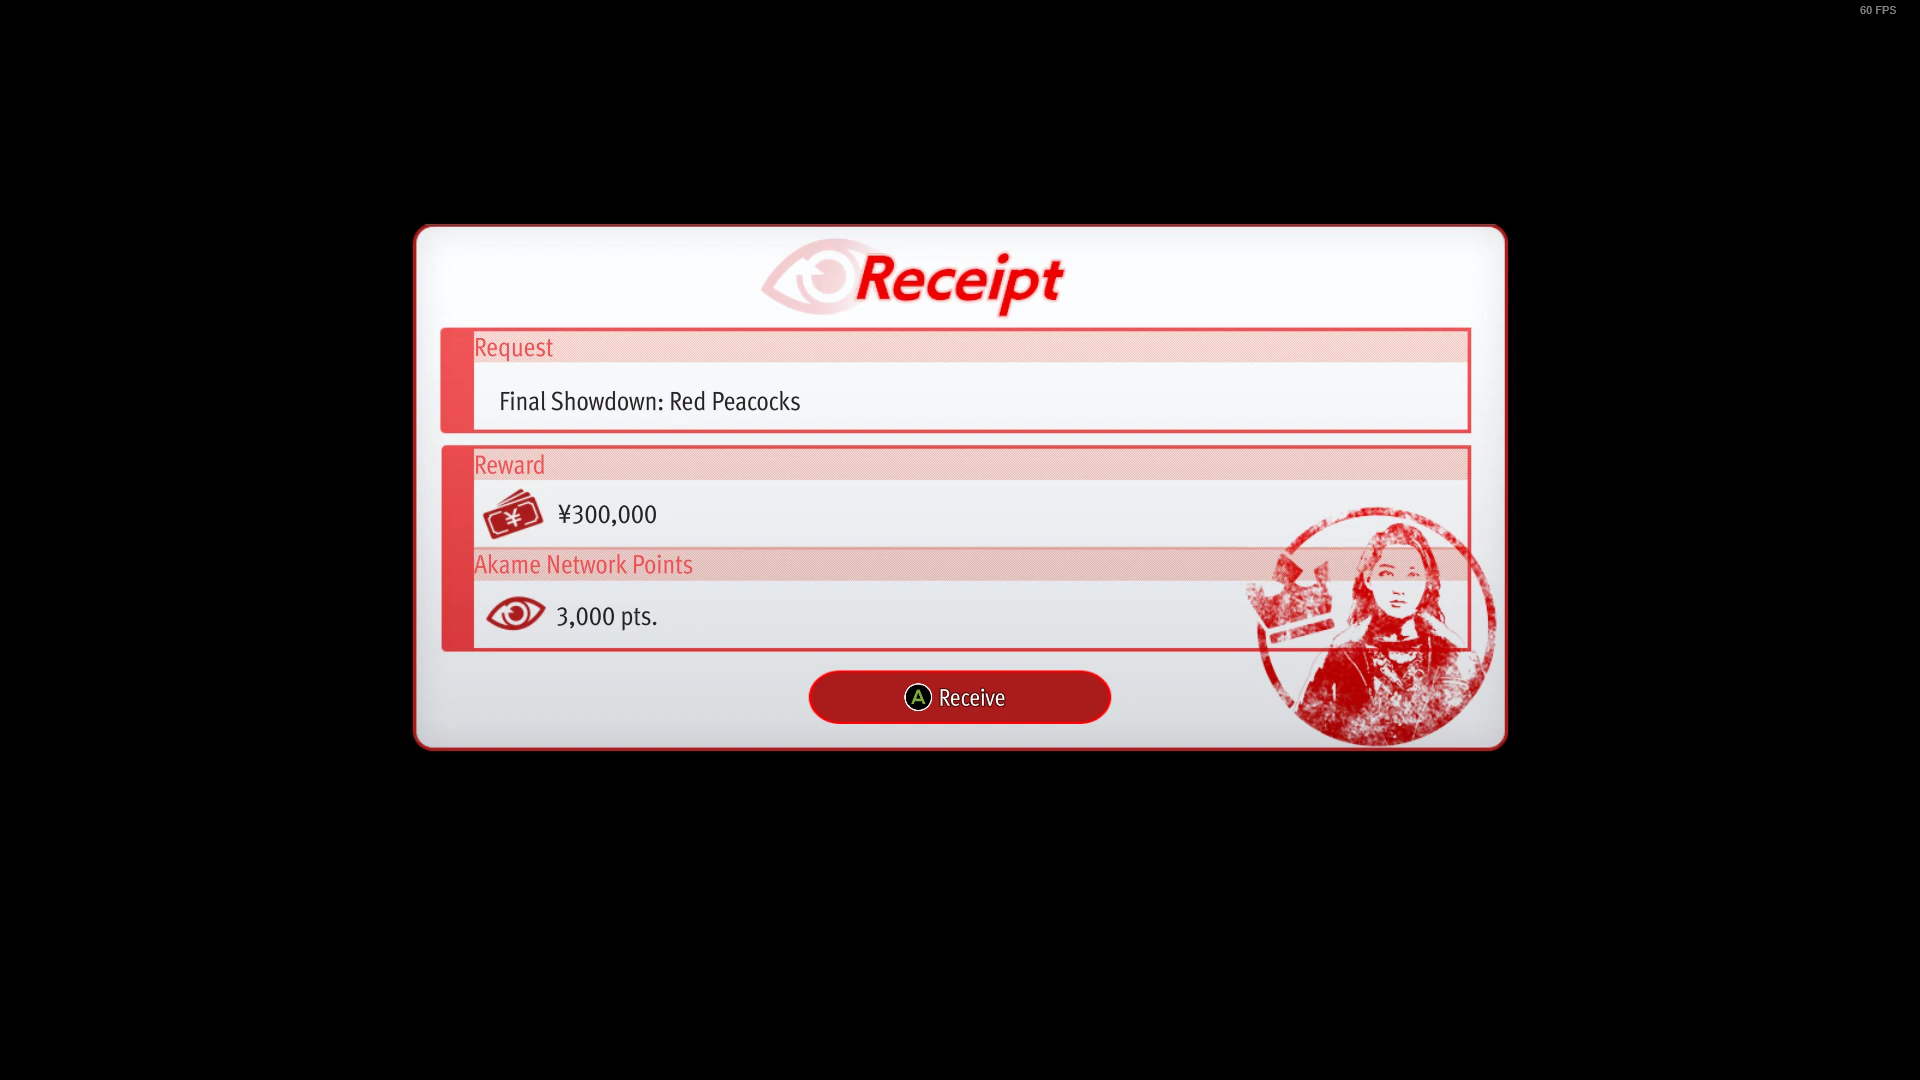 60 FPS
Receipt
Request
Final Showdown: Red Peacocks
Reward
¥300,000
Akame Network Points
3,000 pts.
A Receive